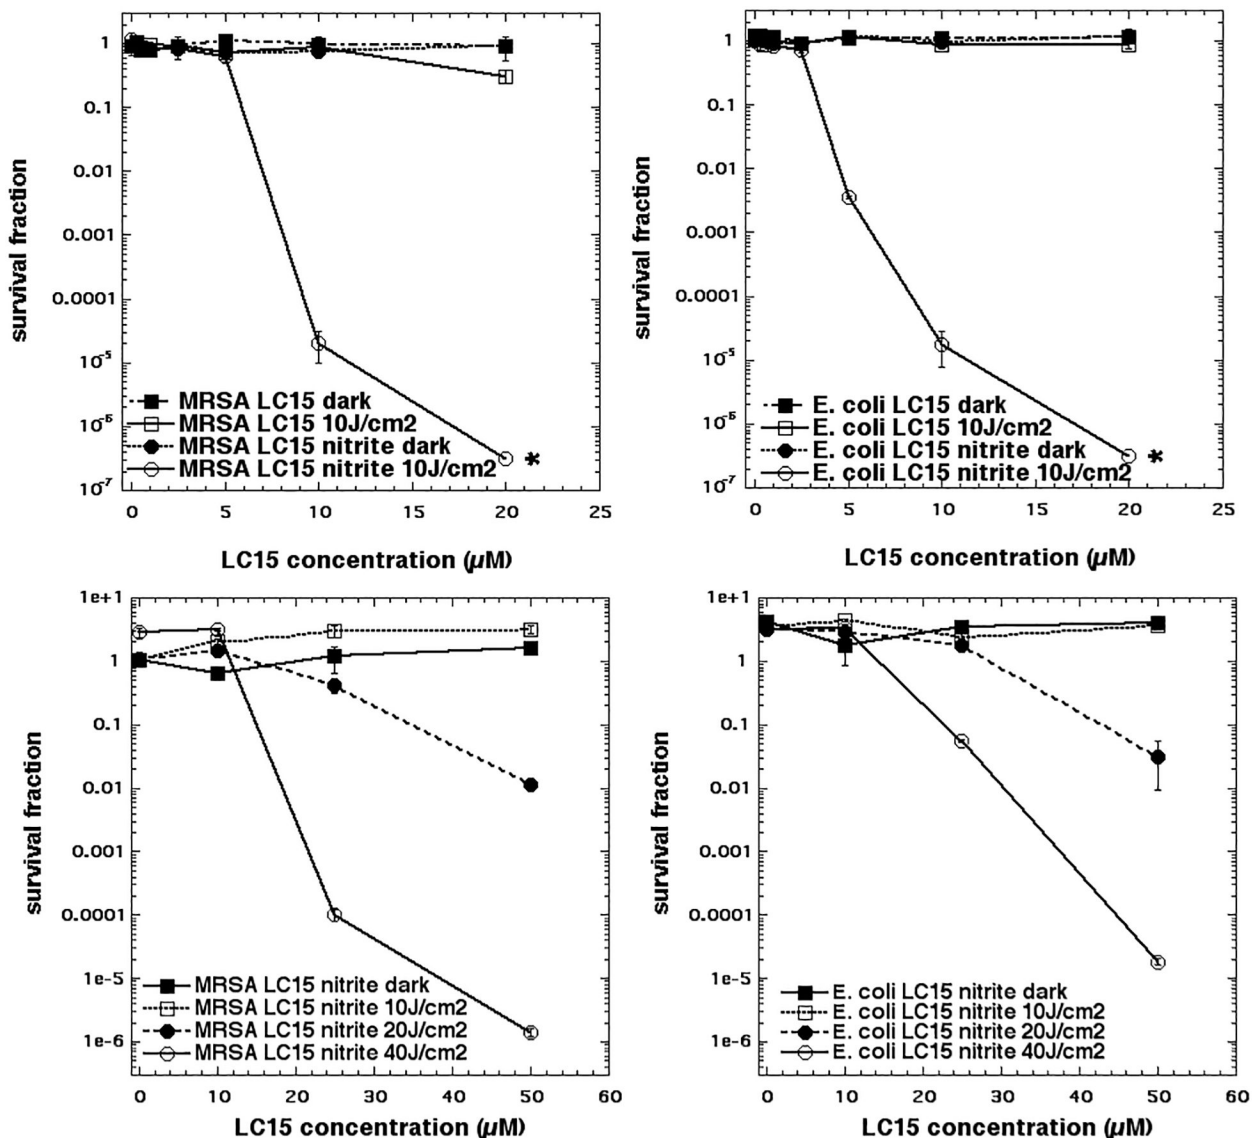 1
0.1
0.01
0.001
0.0001
10-5
10-6
10-7
survival fraction
MRSA LC15 dark
MRSA LC15 10J/cm2
MRSA LC15 nitrite dark
MRSA LC15 nitrite 10J/cm2
*
0 5 10 15 20 25
LC15 concentration (µM)
1
0.1
0.01
0.001
0.0001
10-5
10-6
10-7
survival fraction
E. coli LC15 dark
E. coli LC15 10J/cm2
E. coli LC15 nitrite dark
E. coli LC15 nitrite 10J/cm2
*
0 5 10 15 20 25
LC15 concentration (µM)
1e+1
1
0.1
0.01
0.001
0.0001
1e-5
1e-6
survival fraction
MRSA LC15 nitrite dark
MRSA LC15 nitrite 10J/cm2
MRSA LC15 nitrite 20J/cm2
MRSA LC15 nitrite 40J/cm2
0 10 20 30 40 50 60
LC15 concentration (µM)
1e+1
1
0.1
0.01
0.001
0.0001
1e-5
1e-6
survival fraction
E. coli LC15 nitrite dark
E. coli LC15 nitrite 10J/cm2
E. coli LC15 nitrite 20J/cm2
E. coli LC15 nitrite 40J/cm2
0 10 20 30 40 50 60
LC15 concentration (µM)